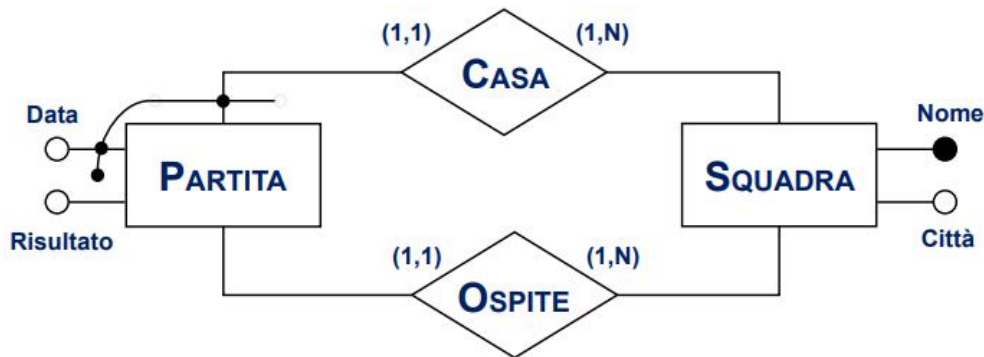 (1,1) (1,N)
CASA
Data
Nome
PARTITA
SQUADRA
Risultato
Città
(1,1) (1,N)
OSPITE